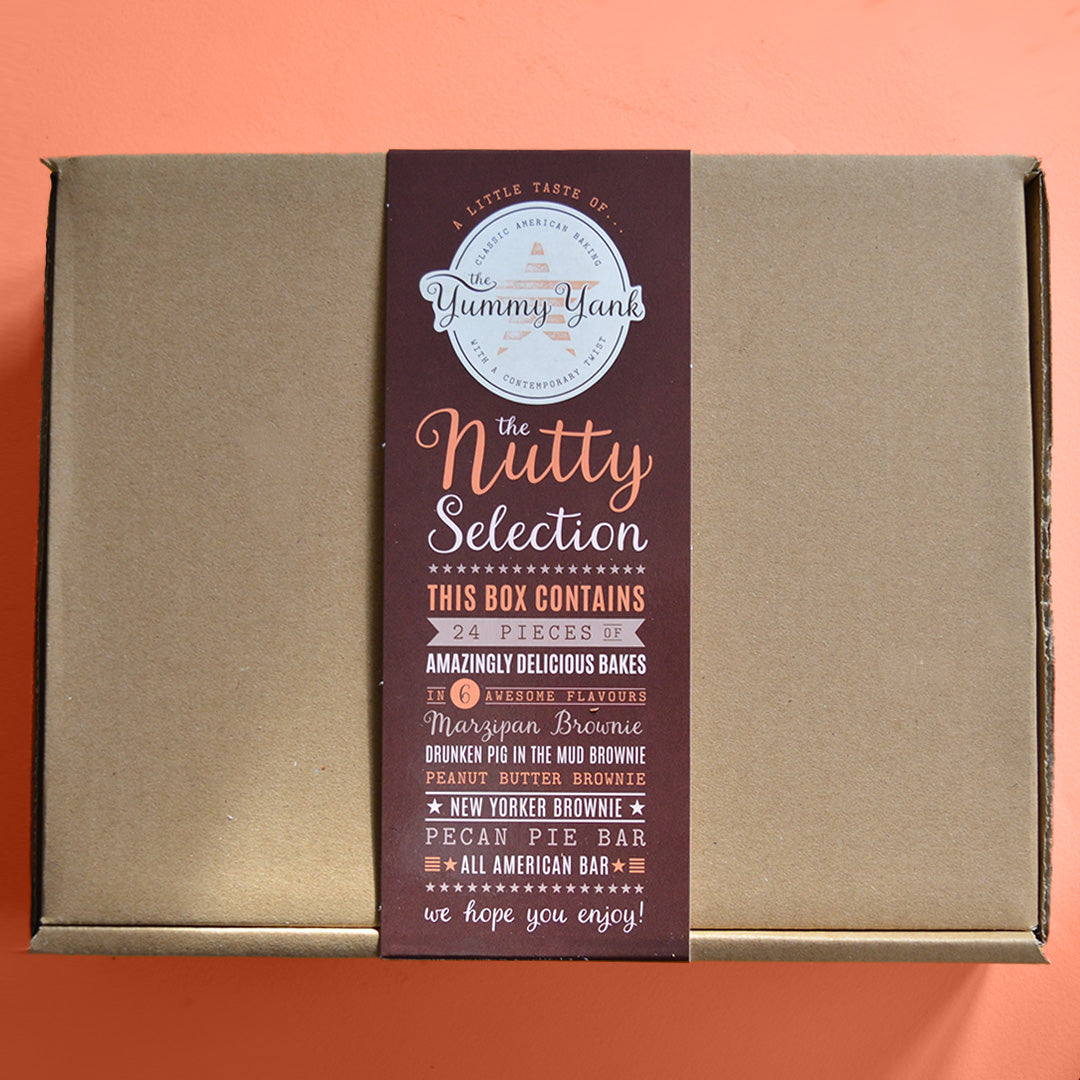 A LITTLE TASTE OF...
CLASSIC AMERICAN BAKING
the
Yummy Yank
WITH A CONTEMPORARY TWIST
the
Nutty
Selection
THIS BOX CONTAINS
24 PIECES OF
AMAZINGLY DELICIOUS BAKES
IN 6 AWESOME FLAVOURS
Marzipan Brownie
DRUNKEN PIG IN THE MUD BROWNIE
PEANUT BUTTER BROWNIE
NEW YORKER BROWNIE
PECAN PIE BAR
ALL AMERICAN BAR
we hope you enjoy!